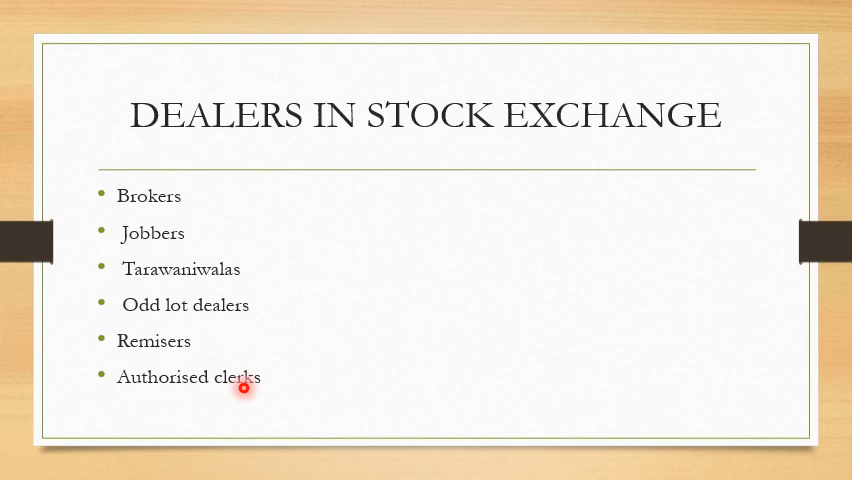 DEALERS IN STOCK EXCHANGE
• Brokers
• Jobbers
• Tarawaniwalas
• Odd lot dealers
• Remisers
• Authorised clerks